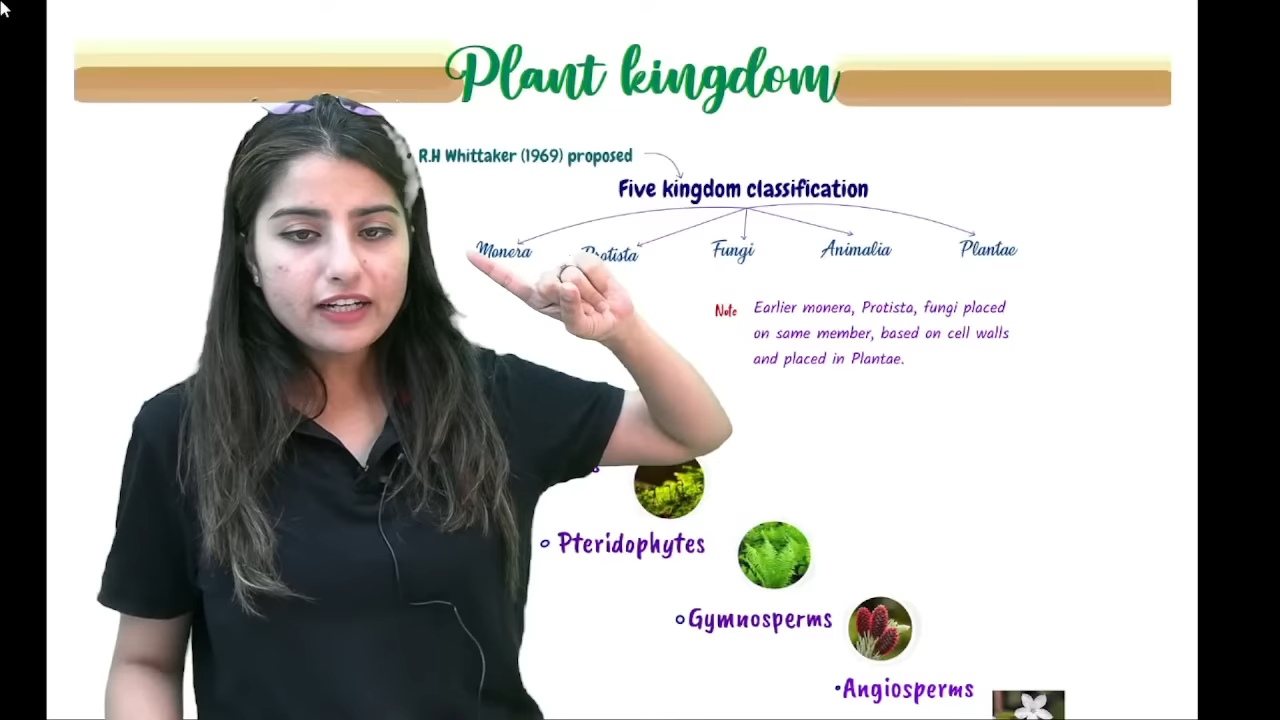 Plant kingdom
R.H Whittaker (1969) proposed
Five kingdom classification
Monera Protista Fungi Animalia Plantae
Note Earlier monera, Protista, fungi placed
on same member, based on cell walls
and placed in Plantae.
Pteridophytes
Gymnosperms
Angiosperms